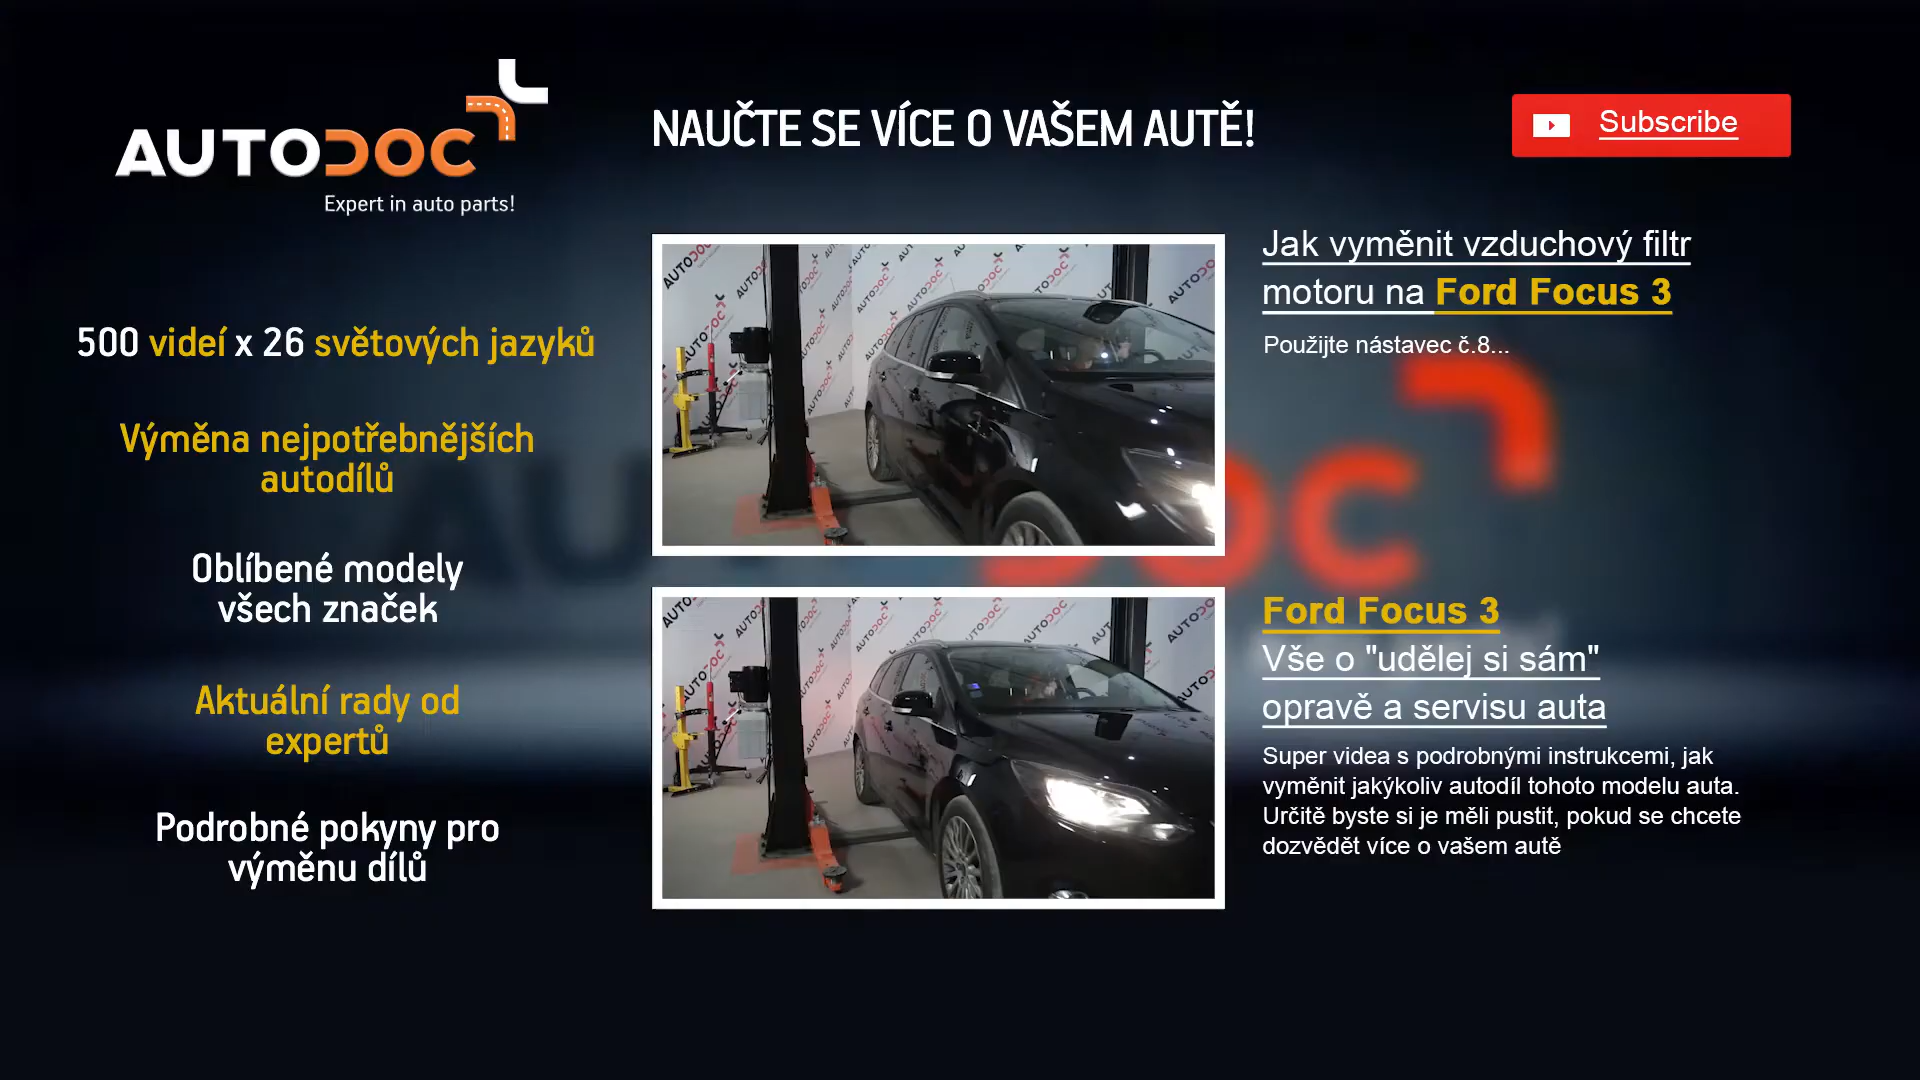 AUTODOC
Expert in auto parts!
NAUČTE SE VÍCE O VAŠEM AUTĚ!
Subscribe
500 videí x 26 světových jazyků
Výměna nejpotřebnějších
autodílů
Oblíbené modely
všech značek
Aktuální rady od
expertů
Podrobné pokyny pro
výměnu dílů
Jak vyměnit vzduchový filtr
motoru na Ford Focus 3
Použijte nástavec č.8...
Ford Focus 3
Vše o "udělej si sám"
opravě a servisu auta
Super videa s podrobnými instrukcemi, jak
vyměnit jakýkoliv autodíl tohoto modelu auta.
Určitě byste si je měli pustit, pokud se chcete
dozvědět více o vašem autě